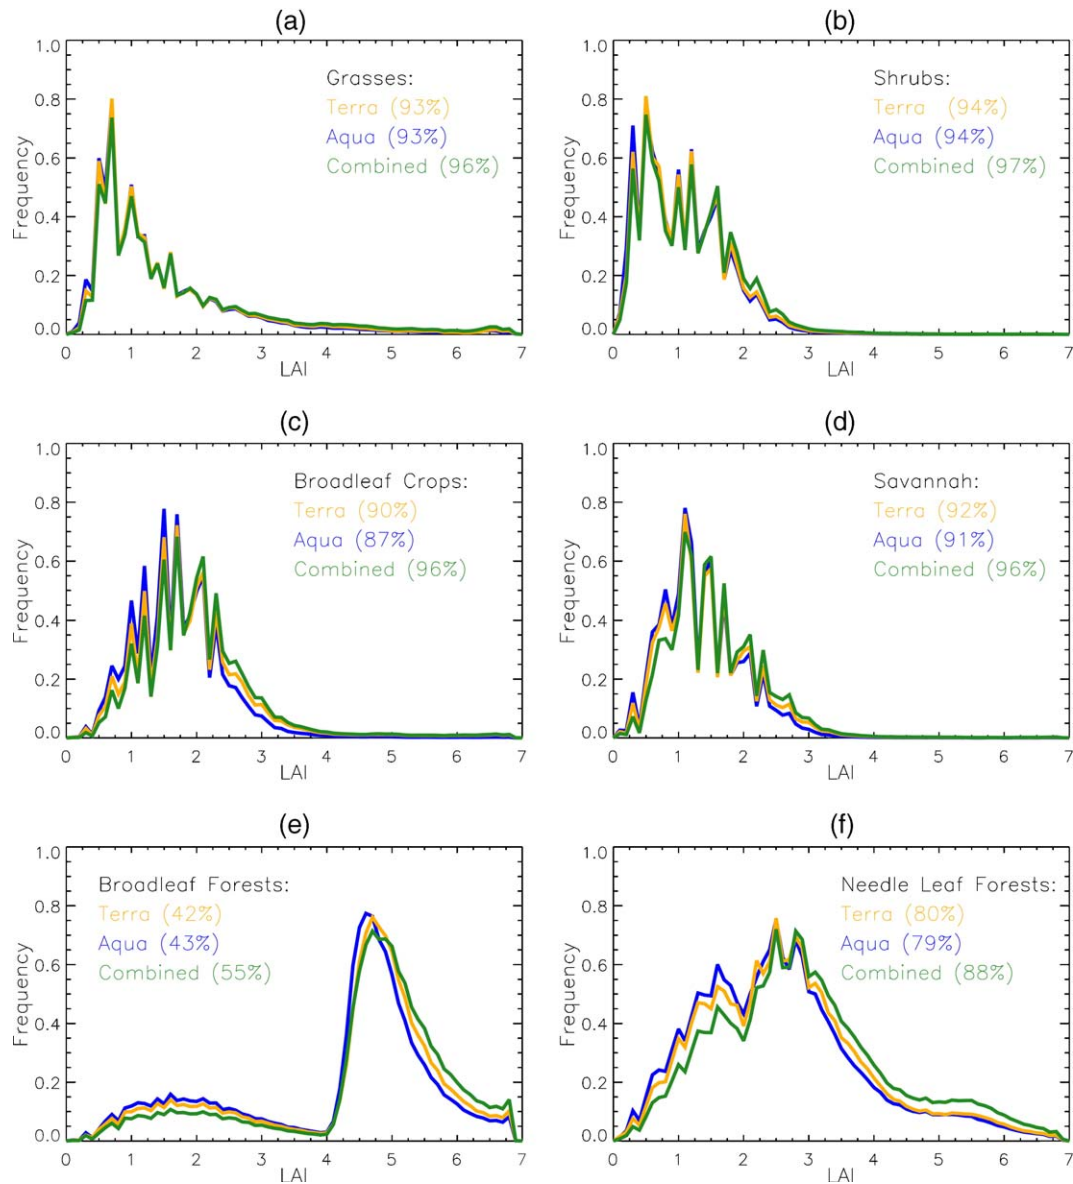 (a)
1.0
0.8
0.6
0.4
0.2
0.0
Frequency
Grasses:
Terra (93%)
Aqua (93%)
Combined (96%)
0 1 2 3 4 5 6 7
LAI
(b)
1.0
0.8
0.6
0.4
0.2
0.0
Frequency
Shrubs:
Terra (94%)
Aqua (94%)
Combined (97%)
0 1 2 3 4 5 6 7
LAI
(c)
1.0
0.8
0.6
0.4
0.2
0.0
Frequency
Broadleaf Crops:
Terra (90%)
Aqua (87%)
Combined (96%)
0 1 2 3 4 5 6 7
LAI
(d)
1.0
0.8
0.6
0.4
0.2
0.0
Frequency
Savannah:
Terra (92%)
Aqua (91%)
Combined (96%)
0 1 2 3 4 5 6 7
LAI
(e)
1.0
0.8
0.6
0.4
0.2
0.0
Frequency
Broadleaf Forests:
Terra (42%)
Aqua (43%)
Combined (55%)
0 1 2 3 4 5 6 7
LAI
(f)
1.0
0.8
0.6
0.4
0.2
0.0
Frequency
Needle Leaf Forests:
Terra (80%)
Aqua (79%)
Combined (88%)
0 1 2 3 4 5 6 7
LAI